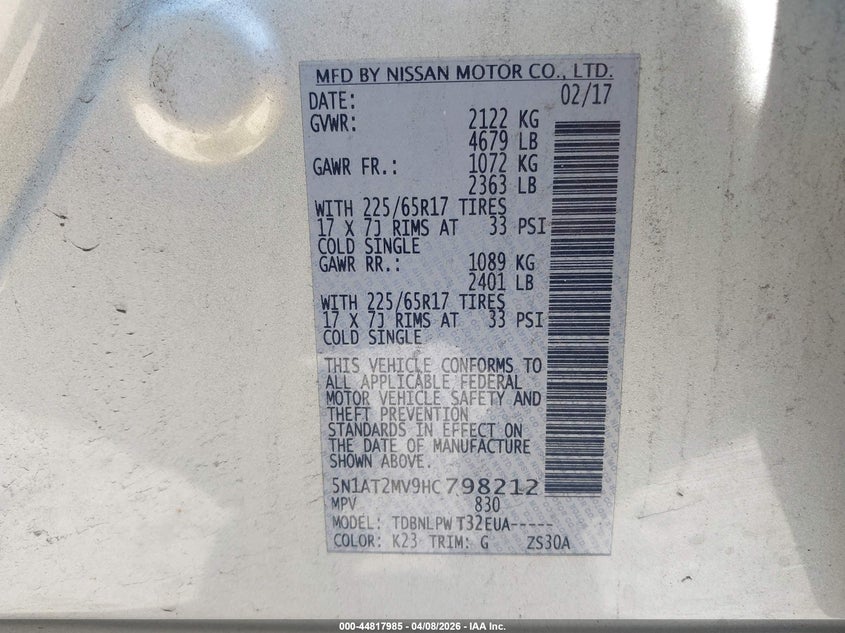 MFD BY NISSAN MOTOR CO., LTD.
DATE: 02/17
GVWR: 2122 KG
4679 LB
GAWR FR.: 1072 KG
2363 LB
WITH 225/65R17 TIRES
17 X 7J RIMS AT 33 PSI
COLD SINGLE
GAWR RR.: 1089 KG
2401 LB
WITH 225/65R17 TIRES
17 X 7J RIMS AT 33 PSI
COLD SINGLE
THIS VEHICLE CONFORMS TO
ALL APPLICABLE FEDERAL
MOTOR VEHICLE SAFETY AND
THEFT PREVENTION
STANDARDS IN EFFECT ON
THE DATE OF MANUFACTURE
SHOWN ABOVE.
5N1AT2MV9HC798212
MPV 830
MODEL: TDBNLPW T32EUA-----
COLOR: K23 TRIM: G ZS30A
000-44817985 - 04/08/2026 - IAA Inc.